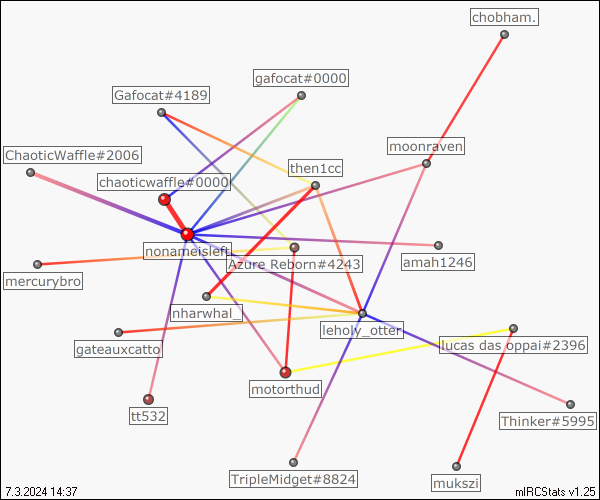 chobham.
gafocat#0000
Gafocat#4189
moonraven
ChaoticWaffle#2006
then1cc
chaoticwaffle#0000
nonameisleft
Azure Reborn#4243
amah1246
mercurybro
nharwhal_
leholy_otter
lucas das oppai#2396
gateauxcatto
motorthud
tt532
Thinker#5995
TripleMidget#8824
mukszi
7.3.2024 14:37
mIRCStats v1.25